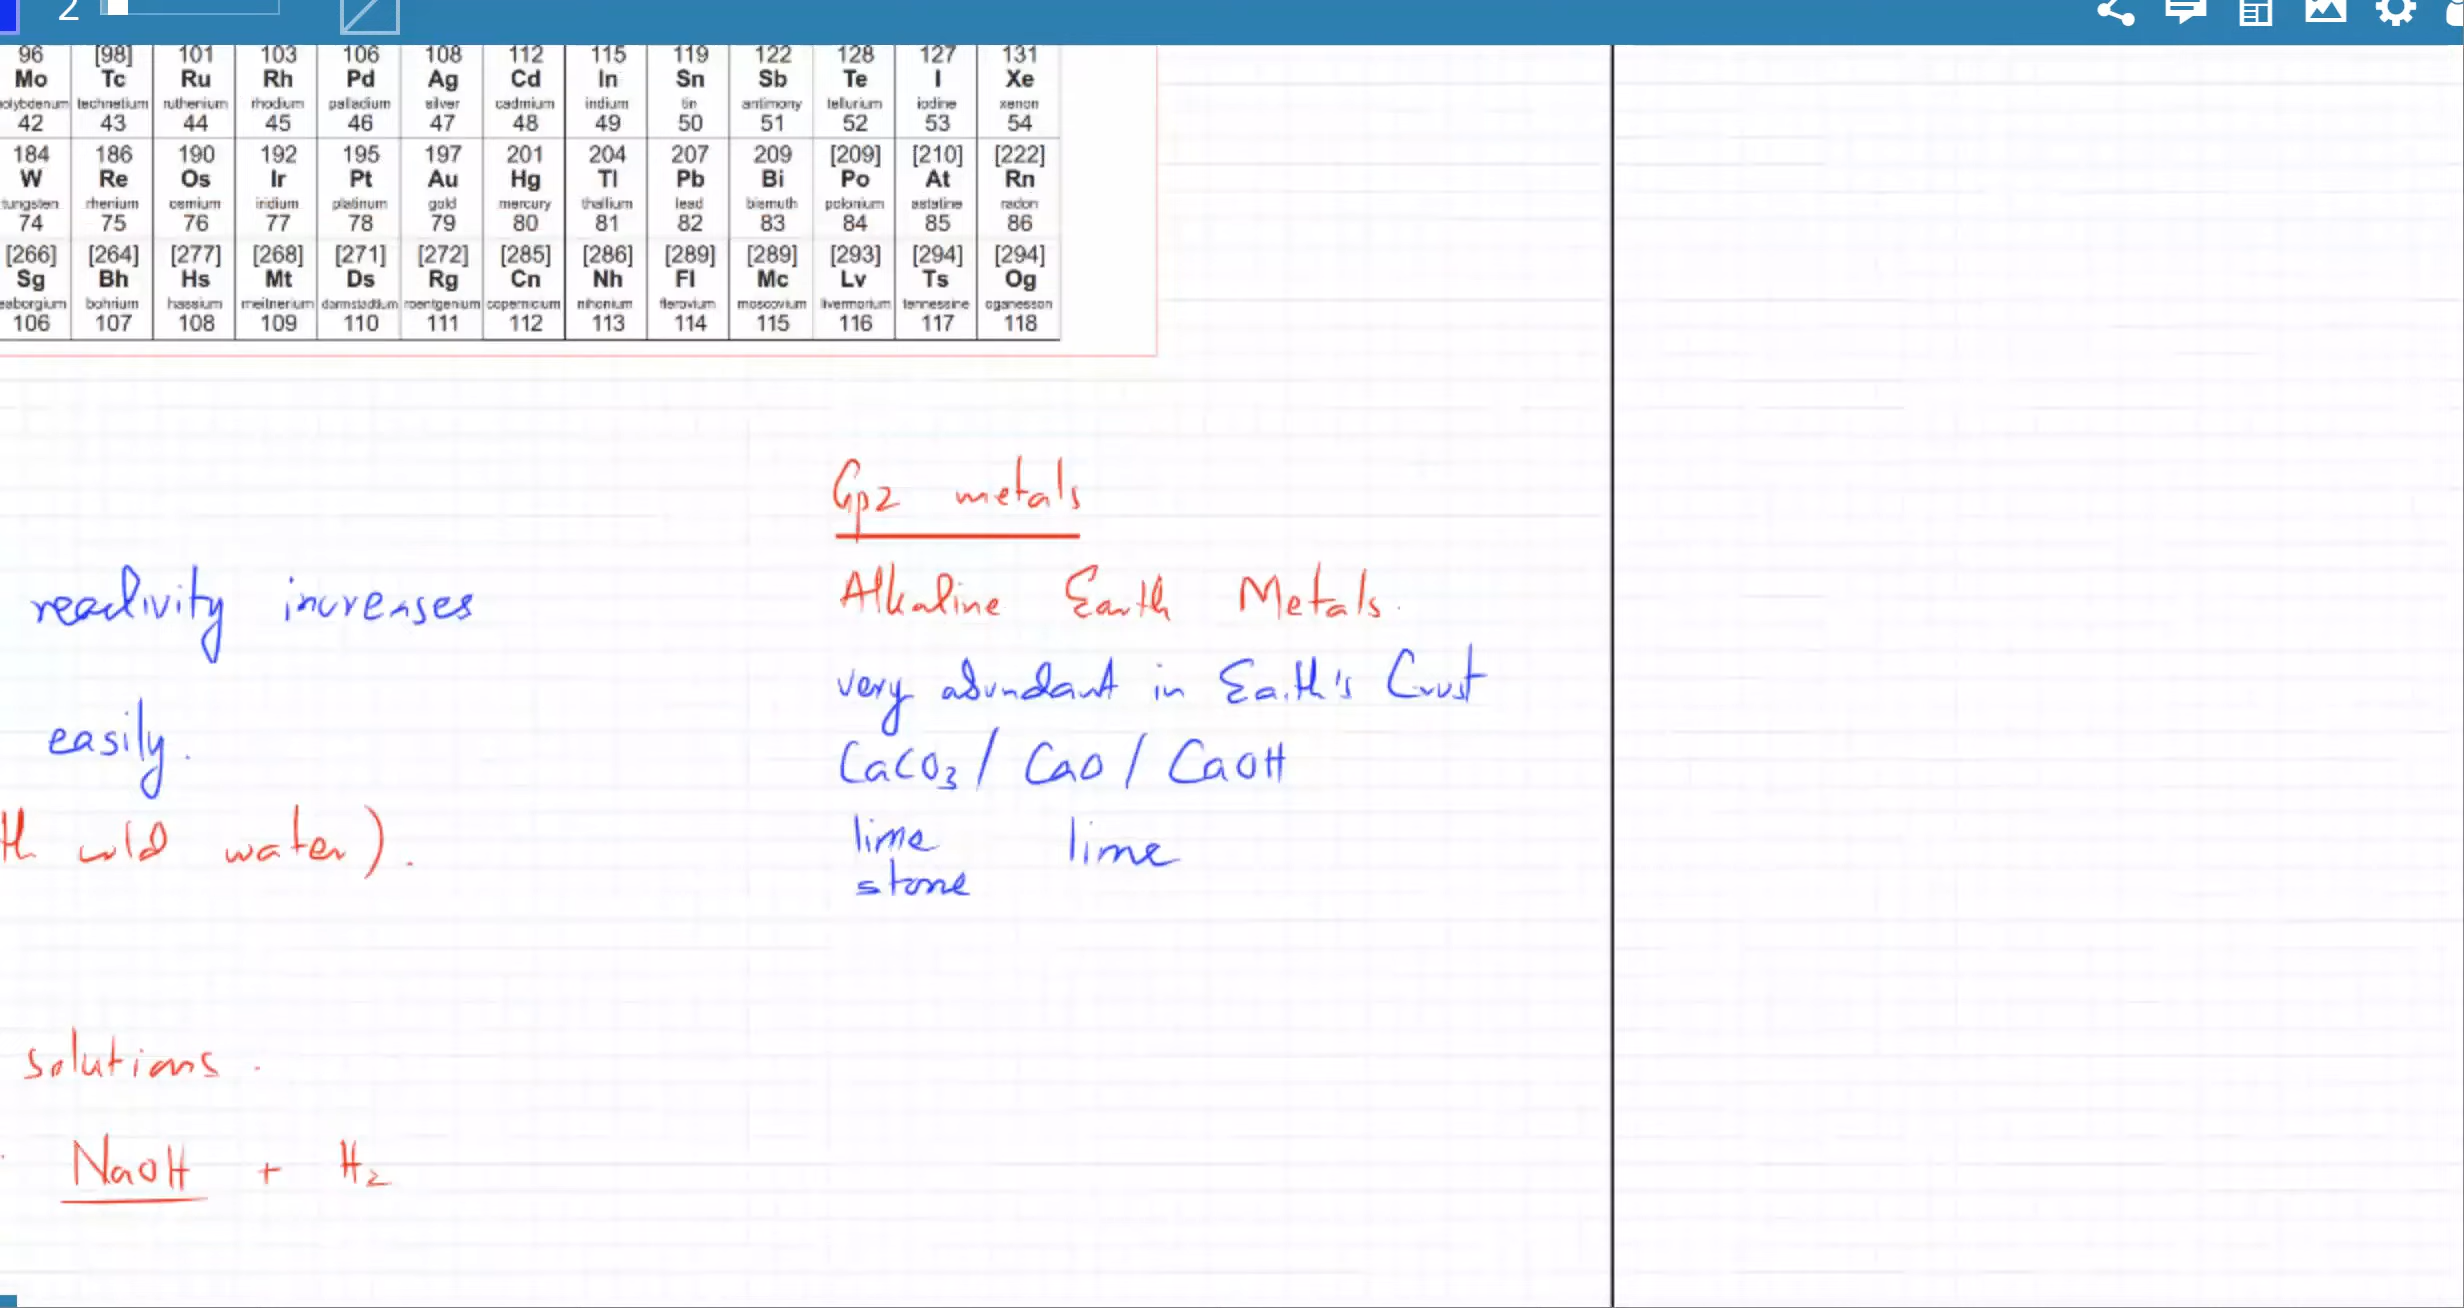 2
96 [98] 101 103 106 108 112 115 119 122 128 127 131
Mo Tc Ru Rh Pd Ag Cd In Sn Sb Te I Xe
olybdenum technetium ruthenium rhodium palladium silver cadmium indium tin antimony tellurium iodine xenon
42 43 44 45 46 47 48 49 50 51 52 53 54
184 186 190 192 195 197 201 204 207 209 [209] [210] [222]
W Re Os Ir Pt Au Hg Tl Pb Bi Po At Rn
tungsten rhenium osmium iridium platinum gold mercury thallium lead bismuth polonium astatine radon
74 75 76 77 78 79 80 81 82 83 84 85 86
[266] [264] [277] [268] [271] [272] [285] [286] [289] [289] [293] [294] [294]
Sg Bh Hs Mt Ds Rg Cn Nh Fl Mc Lv Ts Og
eaborgium bohrium hassium meitnerium darmstadtium roentgenium copernicium nihonium flerovium moscovium livermorium tennessine oganesson
106 107 108 109 110 111 112 113 114 115 116 117 118
Gp2 metals
reactivity increases
Alkaline Earth Metals.
very abundant in Earth's Crust
easily.
CaCO3 / CaO / CaOH
th cold water).
lime lime
stone
solutions.
NaOH + H2